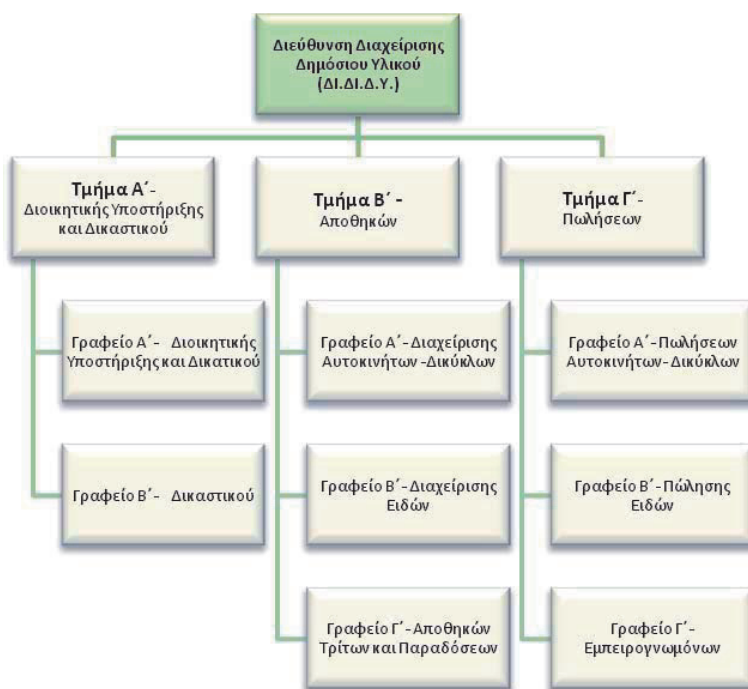 Διεύθυνση Διαχείρισης
Δημόσιου Υλικού
(ΔΙ.ΔΙ.Δ.Υ.)
Τμήμα Α΄-
Διοικητικής Υποστήριξης
και Δικαστικού
Τμήμα Β΄ -
Αποθηκών
Τμήμα Γ΄-
Πωλήσεων
Γραφείο Α΄- Διοικητικής
Υποστήριξης και Δικατικού
Γραφείο Α΄-Διαχείρισης
Αυτοκινήτων -Δικύκλων
Γραφείο Α΄-Πωλήσεων
Αυτοκινήτων-Δικύκλων
Γραφείο Β΄- Δικαστικού
Γραφείο Β΄-Διαχείρισης
Ειδών
Γραφείο Β΄-Πώλησης
Ειδών
Γραφείο Γ΄-Αποθηκών
Τρίτων και Παραδόσεων
Γραφείο Γ΄-
Εμπειρογνωμόνων